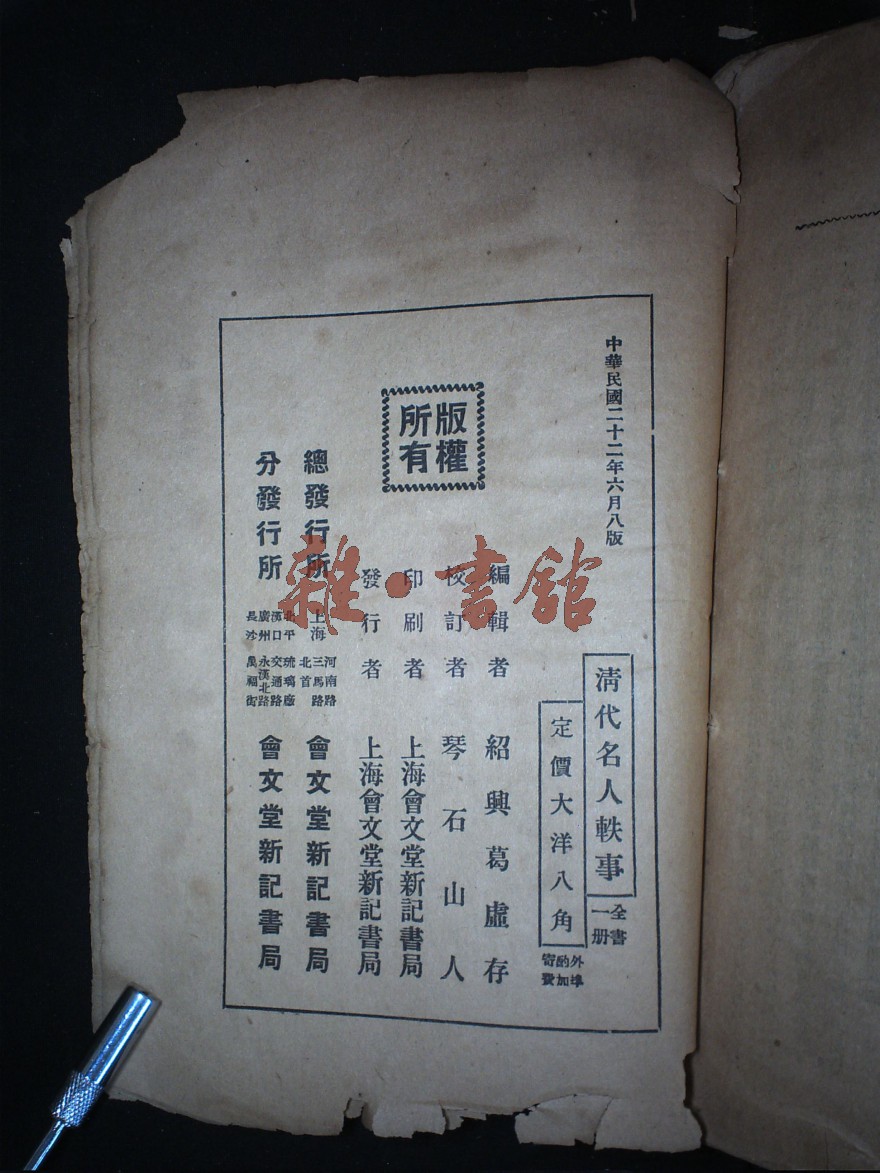 中華民國二十二年六月八版
清代名人軼事
全書
一册
定價大洋八角
外埠
酌加
寄費
編輯者 紹興葛虛存
校訂者 琴石山人
版權
所有
印刷者 上海會文堂新記書局
發行者 上海會文堂新記書局
總發行所 上海 河南路 三馬路 北首 會文堂新記書局
分發行所 北平 琉璃廠 漢口 交通路 廣州 永漢北路 長沙 萬福街 會文堂新記書局
雜·書館